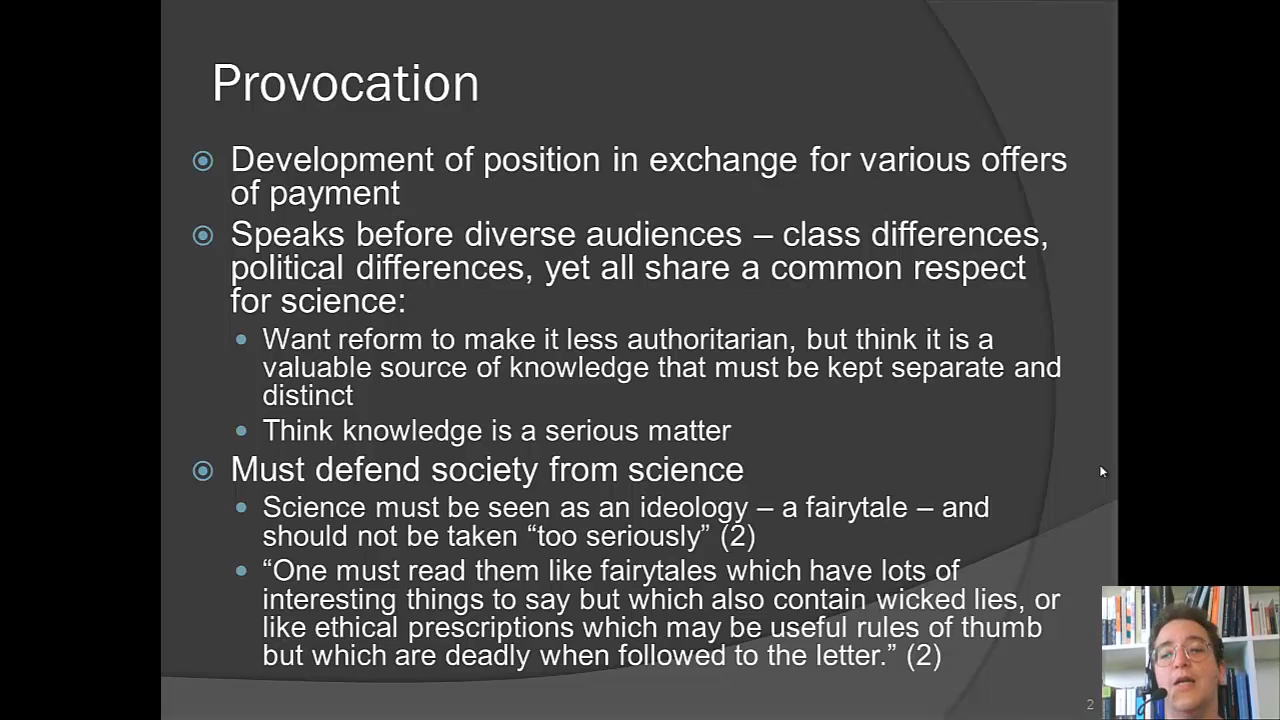 Provocation
Development of position in exchange for various offers
of payment
Speaks before diverse audiences – class differences,
political differences, yet all share a common respect
for science:
Want reform to make it less authoritarian, but think it is a
valuable source of knowledge that must be kept separate and
distinct
Think knowledge is a serious matter
Must defend society from science
Science must be seen as an ideology – a fairytale – and
should not be taken “too seriously” (2)
“One must read them like fairytales which have lots of
interesting things to say but which also contain wicked lies, or
like ethical prescriptions which may be useful rules of thumb
but which are deadly when followed to the letter.” (2)
2